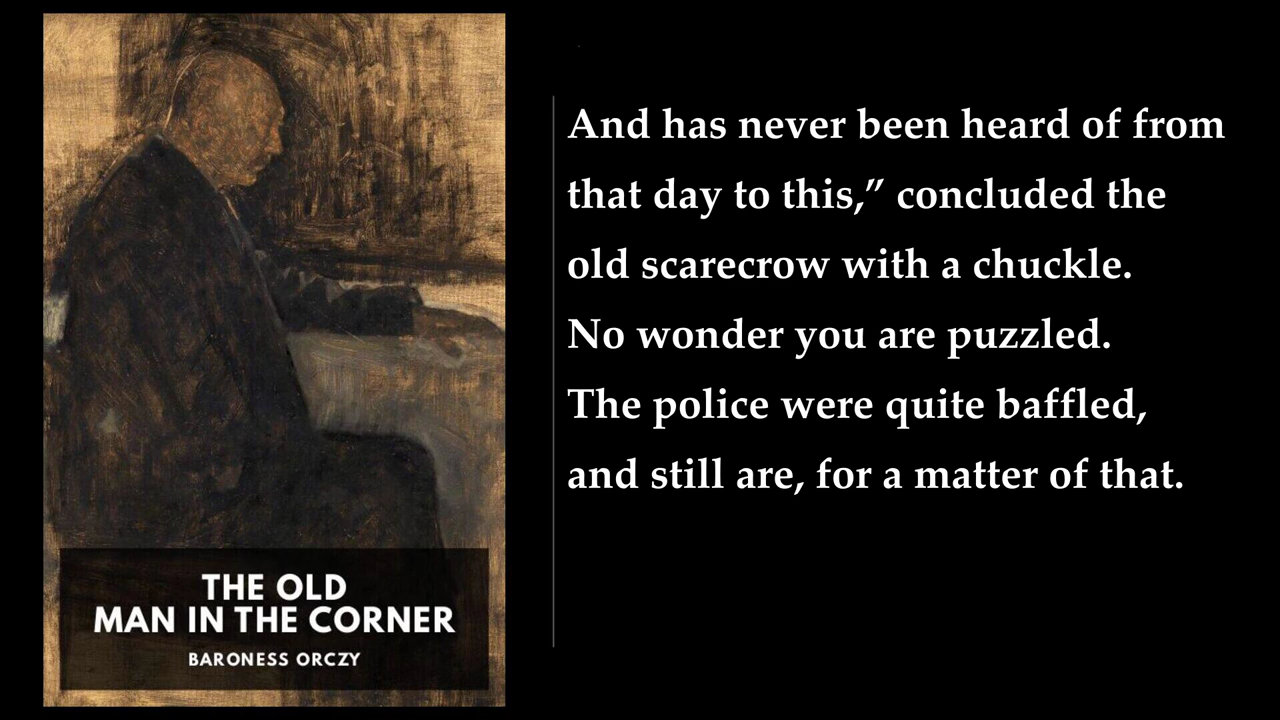 THE OLD
MAN IN THE CORNER
BARONESS ORCZY
And has never been heard of from
that day to this,” concluded the
old scarecrow with a chuckle.
No wonder you are puzzled.
The police were quite baffled,
and still are, for a matter of that.